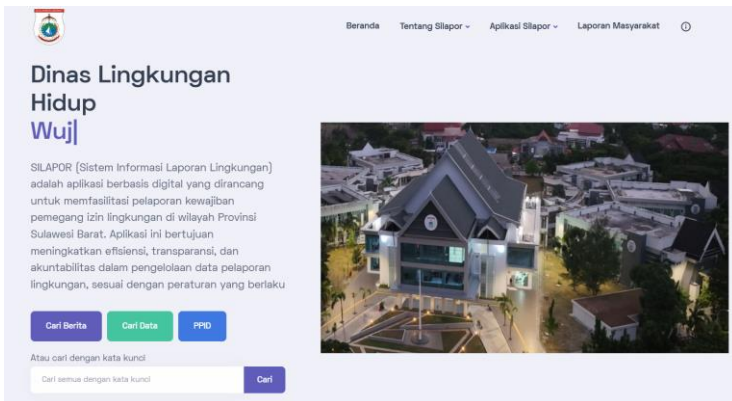 Beranda
Tentang Silapor
Aplikasi Silapor
Laporan Masyarakat
Dinas Lingkungan
Hidup
Wuj
SILAPOR (Sistem Informasi Laporan Lingkungan)
adalah aplikasi berbasis digital yang dirancang
untuk memfasilitasi pelaporan kewajiban
pemegang izin lingkungan di wilayah Provinsi
Sulawesi Barat. Aplikasi ini bertujuan
meningkatkan efisiensi, transparansi, dan
akuntabilitas dalam pengelolaan data pelaporan
lingkungan, sesuai dengan peraturan yang berlaku
Cari Berita
Cari Data
PPID
Atau cari dengan kata kunci
Cari semua dengan kata kunci
Cari